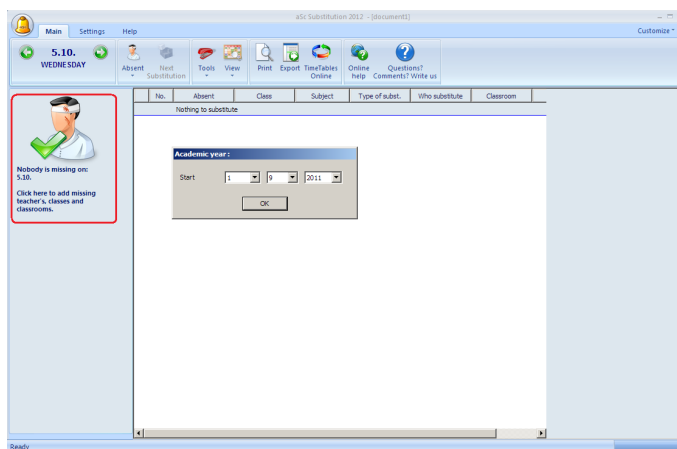 aSc Substitution 2012 - [document1]
Main Settings Help
Customize
5.10.
WEDNESDAY
Absent
Next Substitution
Tools
View
Print
Export
TimeTables Online
Online help
Questions? Comments? Write us
No. Absent Class Subject Type of subst. Who substitute Classroom
Nothing to substitute
Nobody is missing on:
5.10.
Click here to add missing
teacher's, classes and
classrooms.
Academic year :
Start 1 9 2011
OK
Ready